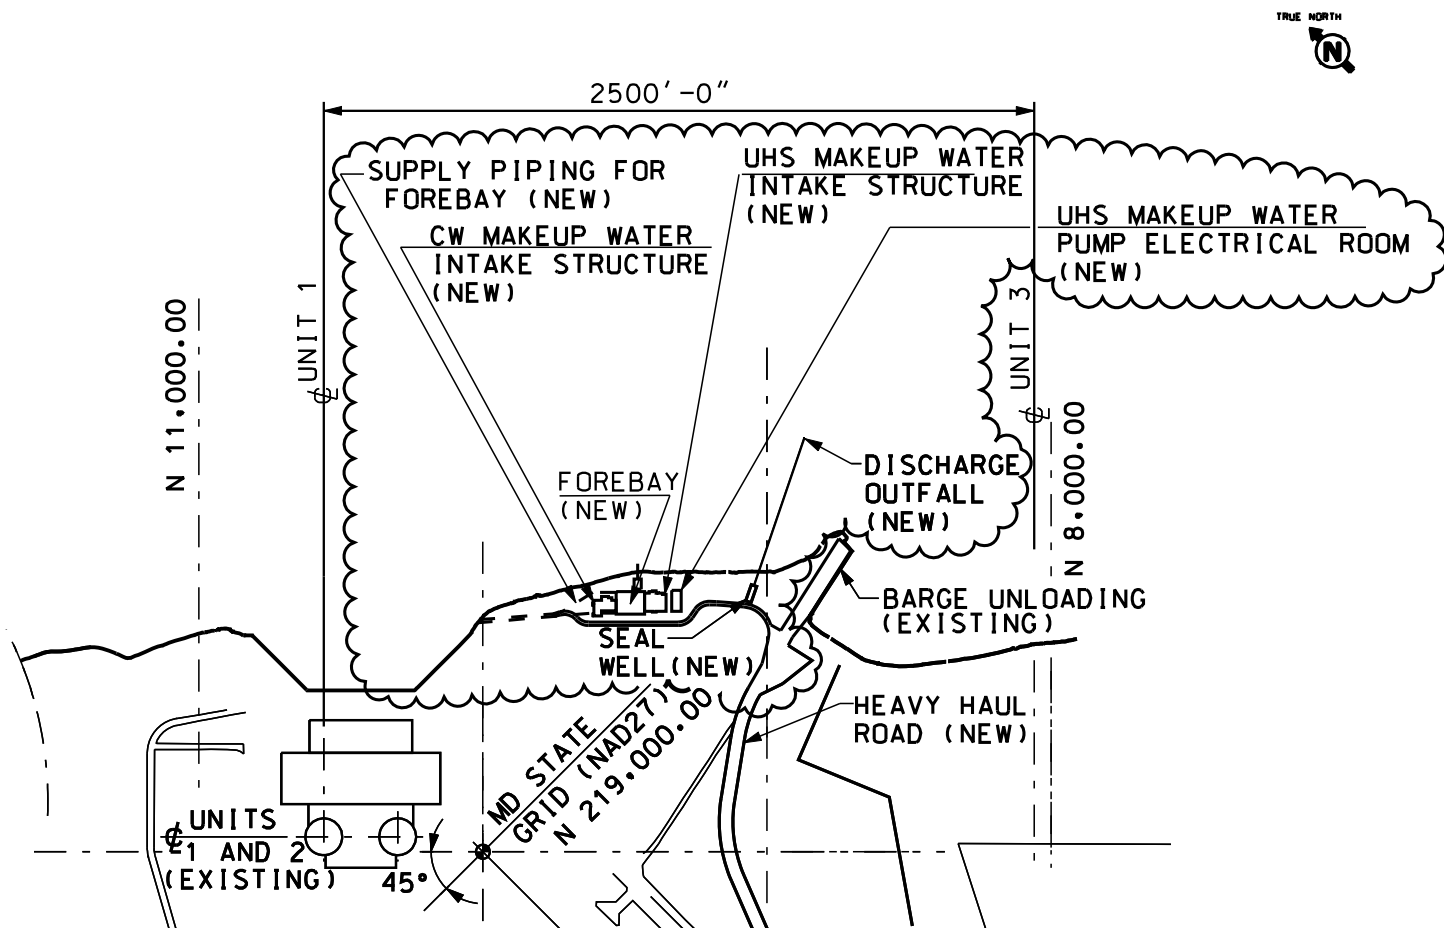 TRUE NORTH
N
2500'-0"
SUPPLY PIPING FOR
FOREBAY (NEW)
UHS MAKEUP WATER
INTAKE STRUCTURE
(NEW)
CW MAKEUP WATER
INTAKE STRUCTURE
(NEW)
UHS MAKEUP WATER
PUMP ELECTRICAL ROOM
(NEW)
℄ UNIT 1
℄ UNIT 3
N 11,000.00
N 8,000.00
FOREBAY
(NEW)
DISCHARGE
OUTFALL
(NEW)
BARGE UNLOADING
(EXISTING)
SEAL
WELL(NEW)
HEAVY HAUL
ROAD (NEW)
MD STATE
GRID (NAD27)
N 219,000.00
℄ UNITS
1 AND 2
(EXISTING)
45°